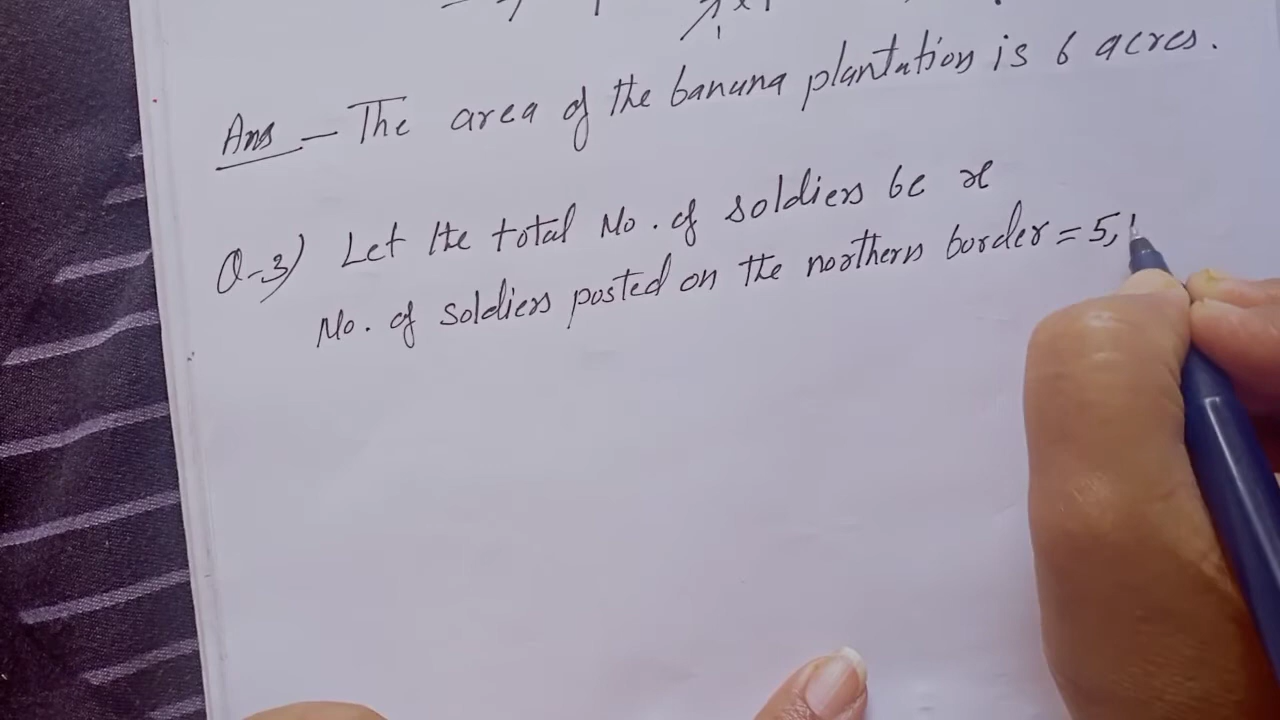 Ans - The area of the banana plantation is 6 acres.
Q-3) Let the total No. of soldiers be x
No. of soldiers posted on the northern border = 5,